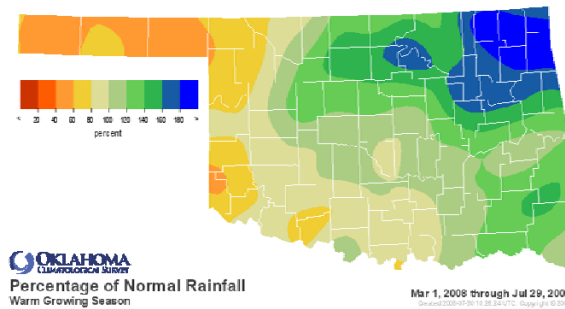 < 20 40 60 80 100 120 140 160 180 >
percent
OKLAHOMA
CLIMATOLOGICAL SURVEY
Percentage of Normal Rainfall
Warm Growing Season
Mar 1, 2008 through Jul 29, 200